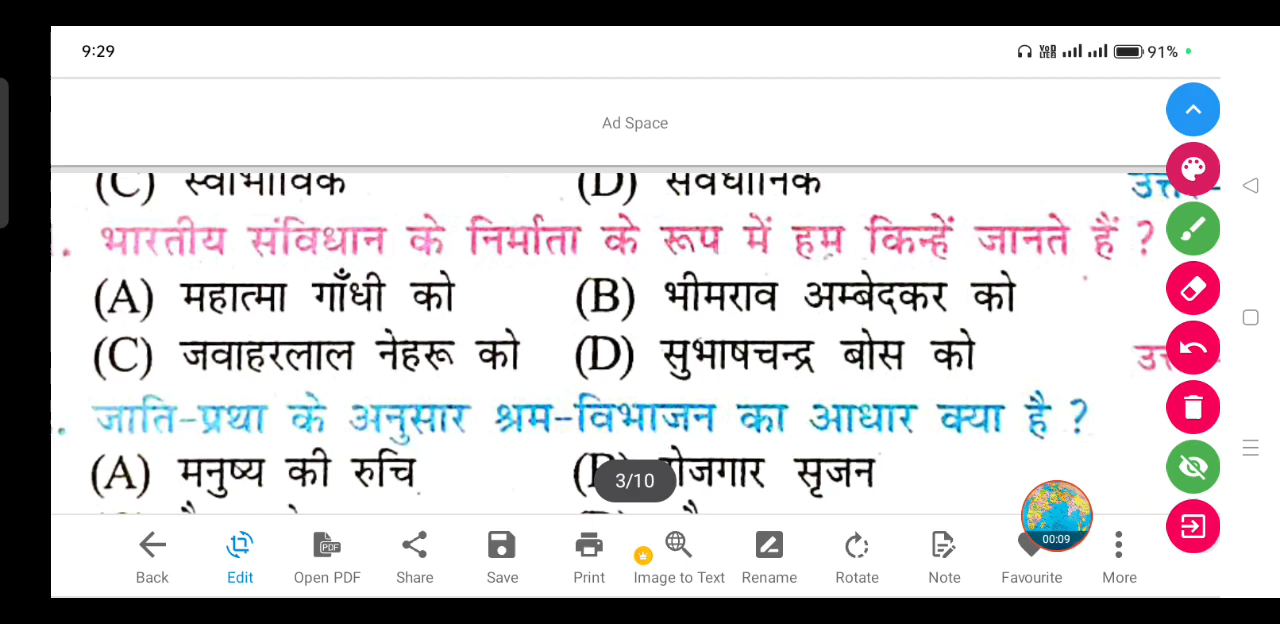 9:29
91%
Ad Space
(C) स्वाभाविक (D) संवैधानिक
. भारतीय संविधान के निर्माता के रूप में हम किन्हें जानते हैं ?
(A) महात्मा गाँधी को (B) भीमराव अम्बेदकर को
(C) जवाहरलाल नेहरू को (D) सुभाषचन्द्र बोस को
. जाति-प्रथा के अनुसार श्रम-विभाजन का आधार क्या है ?
(A) मनुष्य की रुचि सृजन
3/10
00:09
Back Edit Open PDF Share Save Print Image to Text Rename Rotate Note Favourite More